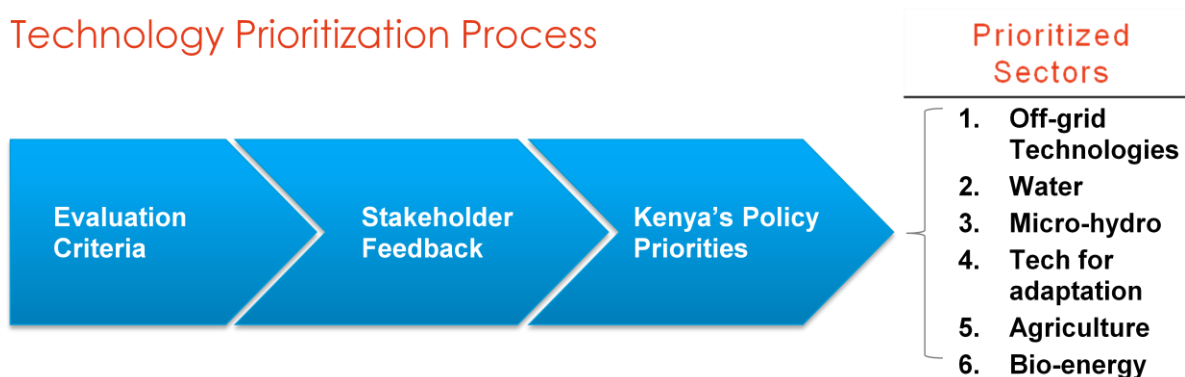 Technology Prioritization Process
Prioritized
Sectors
Evaluation
Criteria
Stakeholder
Feedback
Kenya's Policy
Priorities
1. Off-grid
Technologies
2. Water
3. Micro-hydro
4. Tech for
adaptation
5. Agriculture
6. Bio-energy